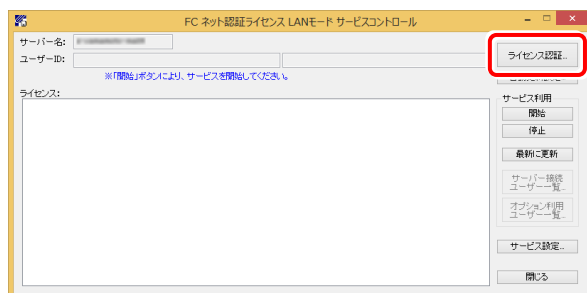 FC ネット認証ライセンス LANモード サービスコントロール
サーバー名:
ユーザーID:
※「開始」ボタンにより、サービスを開始してください。
ライセンス:
ライセンス認証...
サービス利用
開始
停止
最新に更新
サーバー接続
ユーザー一覧...
オプション利用
ユーザー一覧...
サービス設定...
閉じる